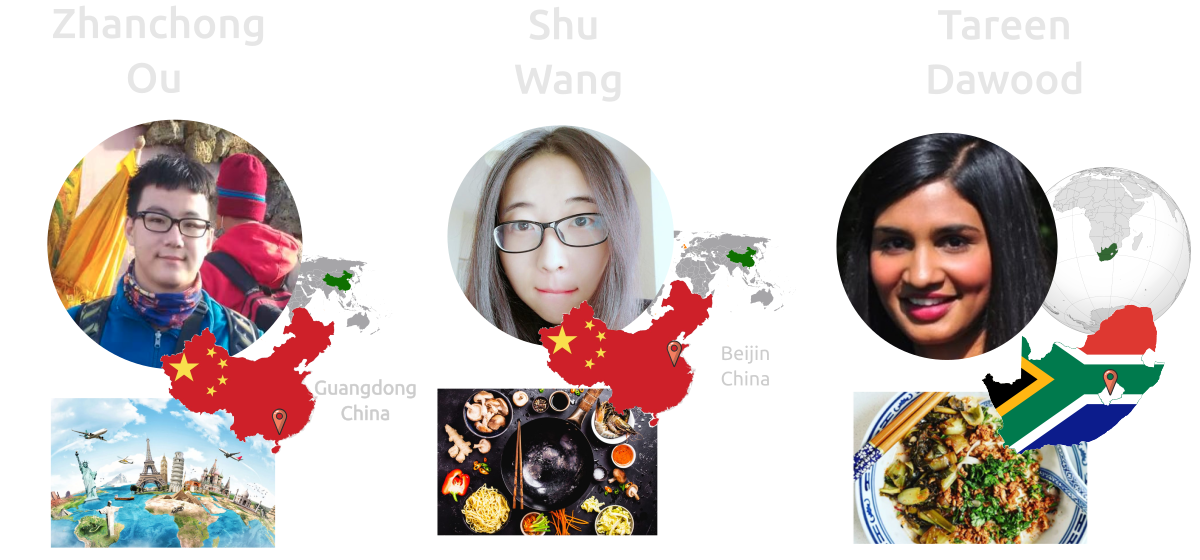 Zhanchong
Ou
Shu
Wang
Tareen
Dawood
Guangdong
China
Beijin
China